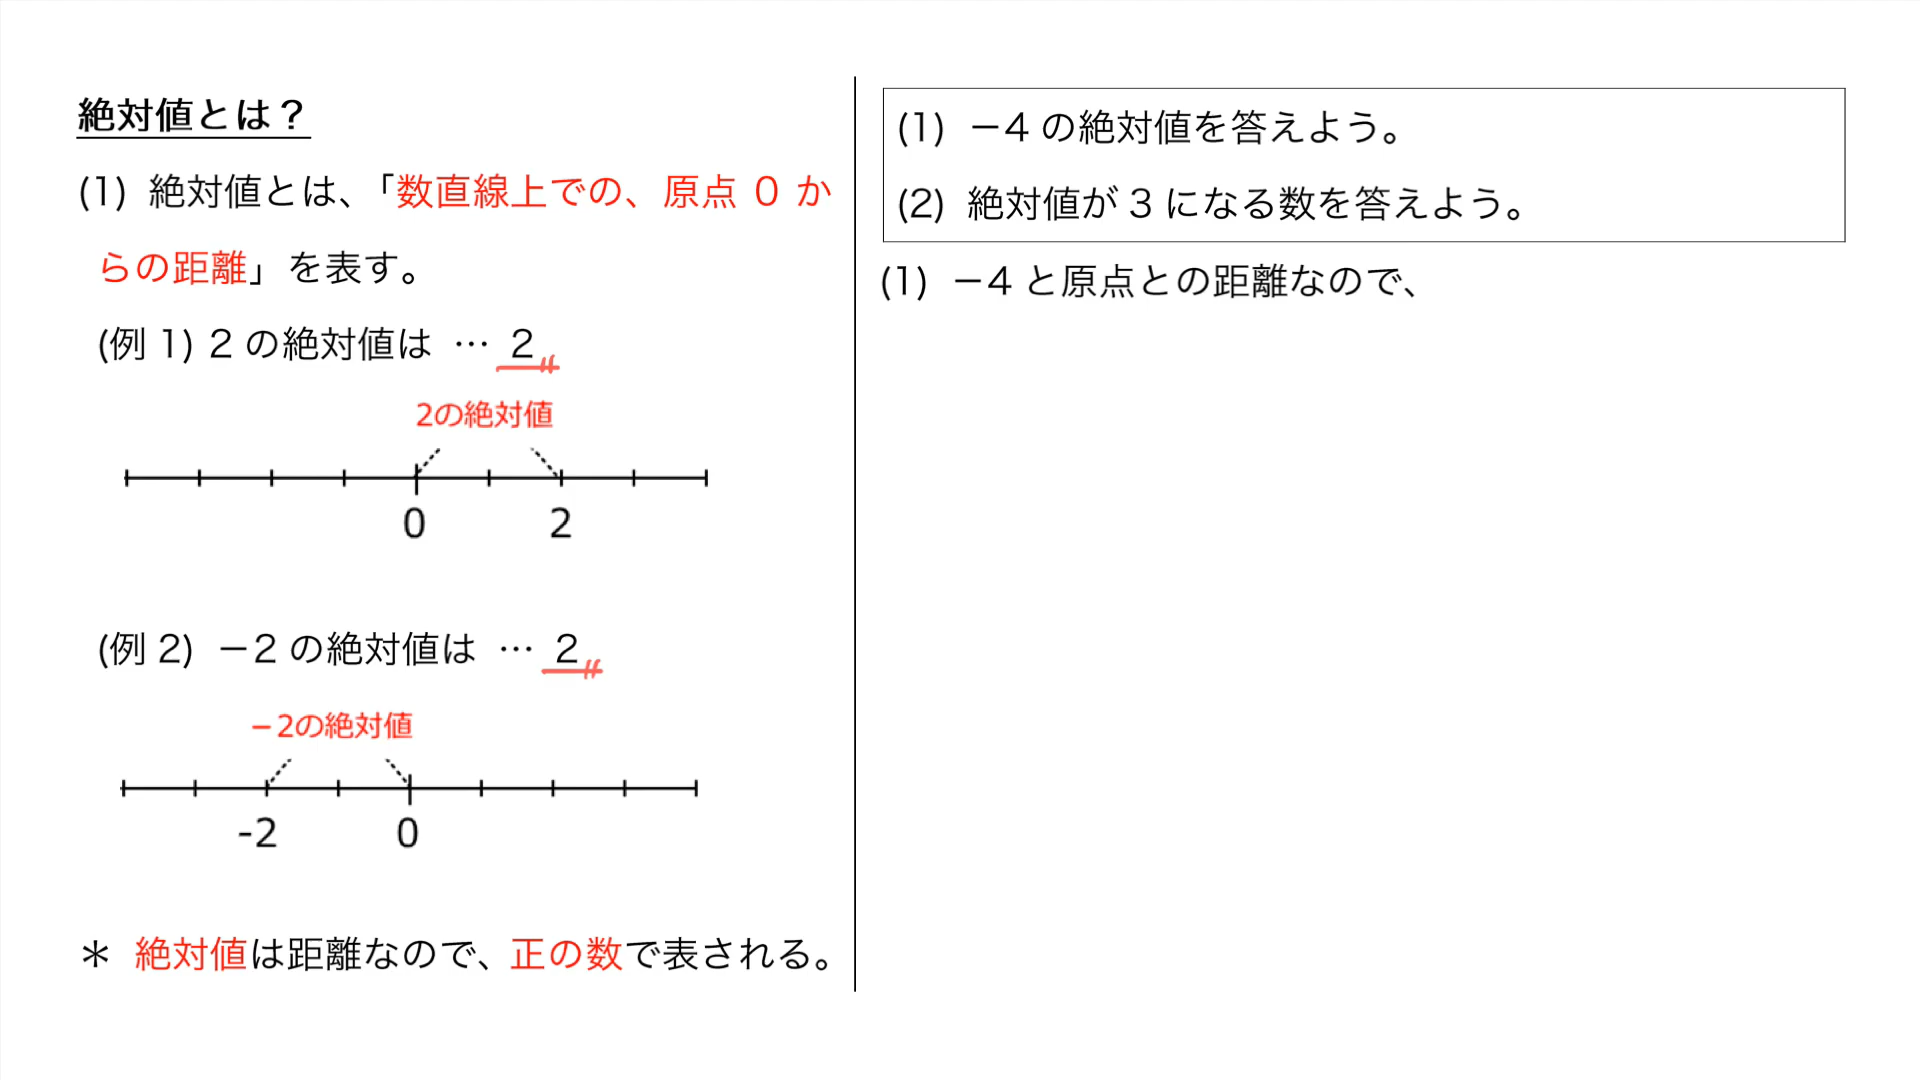 絶対値とは？
(1) 絶対値とは、「数直線上での、原点 0 か
らの距離」を表す。
(例 1) 2 の絶対値は … 2
2の絶対値
0 2
(例 2) －2 の絶対値は … 2
－2の絶対値
-2 0
＊ 絶対値は距離なので、正の数で表される。
(1) －4 の絶対値を答えよう。
(2) 絶対値が 3 になる数を答えよう。
(1) －4 と原点との距離なので、